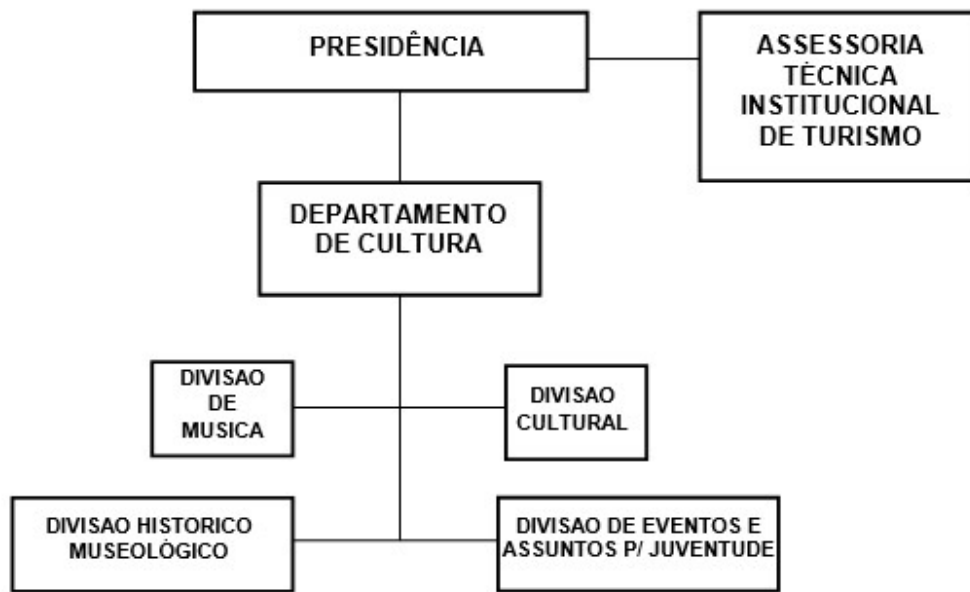 PRESIDÊNCIA
ASSESSORIA
TÉCNICA
INSTITUCIONAL
DE TURISMO
DEPARTAMENTO
DE CULTURA
DIVISAO
DE
MUSICA
DIVISAO
CULTURAL
DIVISAO HISTORICO
MUSEOLÓGICO
DIVISAO DE EVENTOS E
ASSUNTOS P/ JUVENTUDE